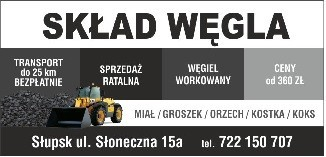 SKŁAD WĘGLA
TRANSPORT
do 25 km
BEZPŁATNIE
SPRZEDAŻ
RATALNA
WĘGIEL
WORKOWANY
CENY
od 360 ZŁ
MIAŁ / GROSZEK / ORZECH / KOSTKA / KOKS
Słupsk ul. Słoneczna 15a tel. 722 150 707